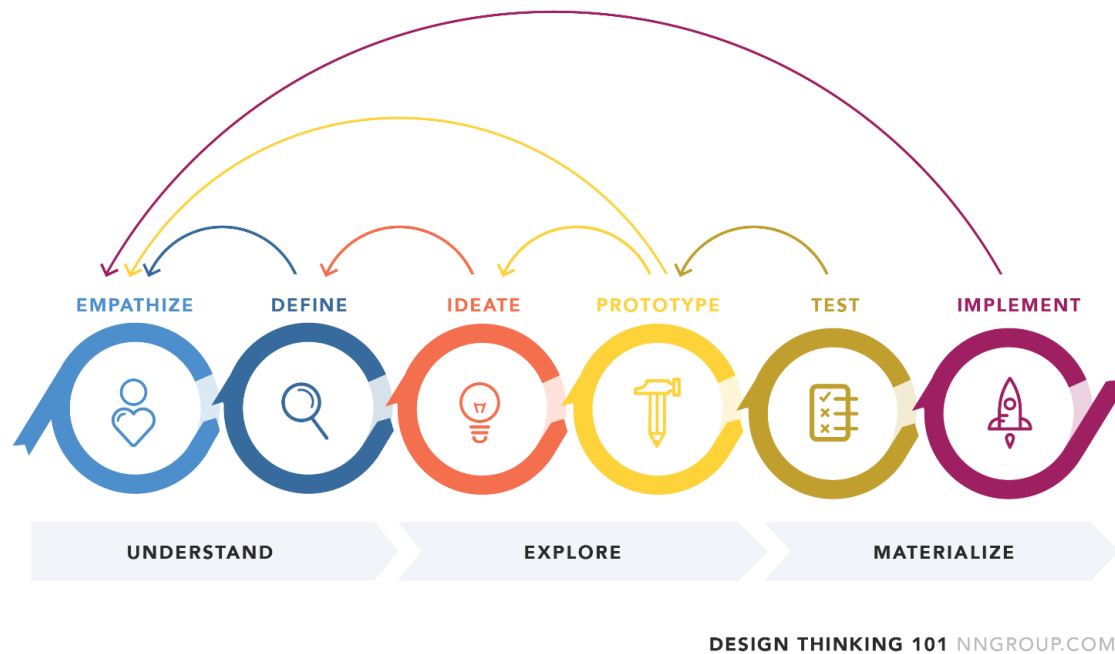 EMPATHIZE DEFINE IDEATE PROTOTYPE TEST IMPLEMENT
UNDERSTAND EXPLORE MATERIALIZE
DESIGN THINKING 101 NNGROUP.COM